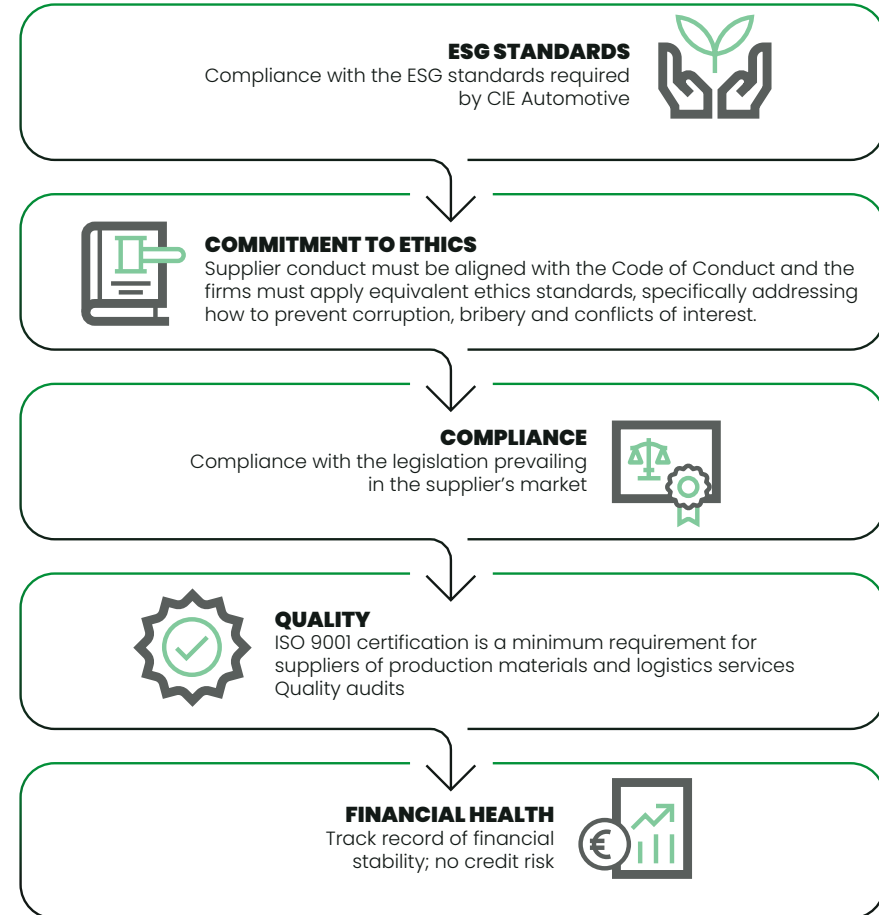 ESG STANDARDS
Compliance with the ESG standards required
by CIE Automotive
COMMITMENT TO ETHICS
Supplier conduct must be aligned with the Code of Conduct and the
firms must apply equivalent ethics standards, specifically addressing
how to prevent corruption, bribery and conflicts of interest.
COMPLIANCE
Compliance with the legislation prevailing
in the supplier’s market
QUALITY
ISO 9001 certification is a minimum requirement for
suppliers of production materials and logistics services
Quality audits
FINANCIAL HEALTH
Track record of financial
stability; no credit risk
€